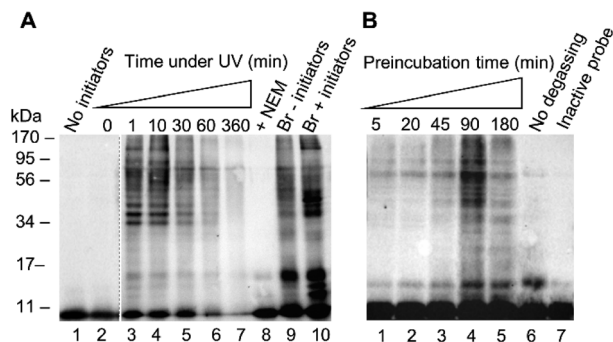 A
No initiators
Time under UV (min)
+ NEM
Br - initiators
Br + initiators
kDa
0 1 10 30 60 360
170
95
56
34
17
11
1 2 3 4 5 6 7 8 9 10
B
Preincubation time (min)
No degassing
Inactive probe
5 20 45 90 180
1 2 3 4 5 6 7